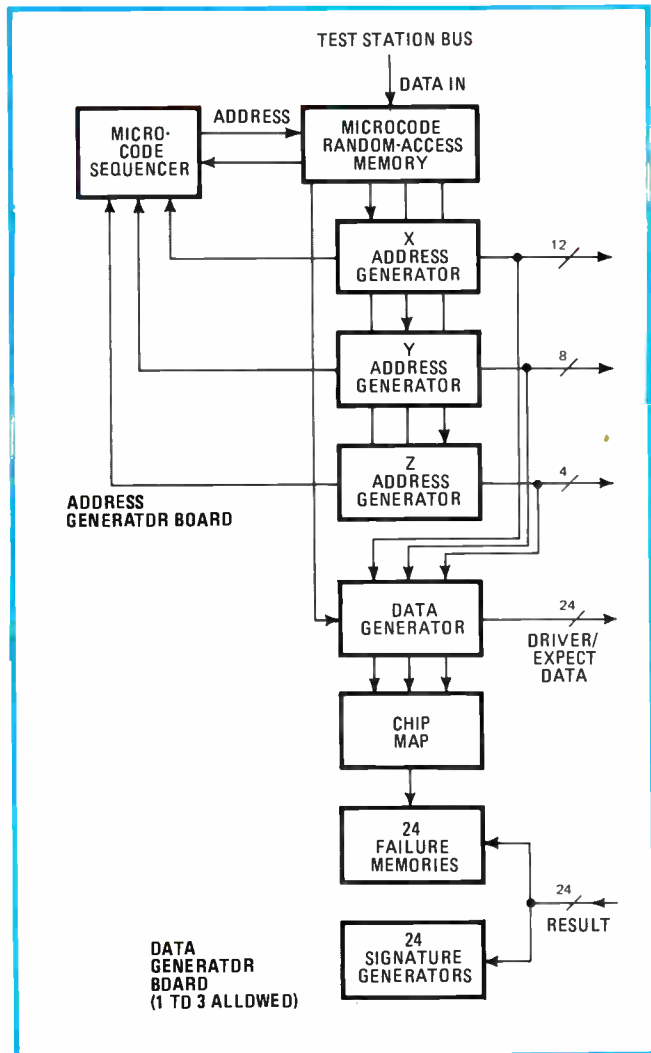 TEST STATION BUS
DATA IN
ADDRESS
MICRO-
CODE
SEQUENCER
MICROCODE
RANDOM-ACCESS
MEMORY
X
ADDRESS
GENERATOR
12
Y
ADDRESS
GENERATOR
8
Z
ADDRESS
GENERATOR
4
ADDRESS
GENERATOR BOARD
DATA
GENERATOR
24
DRIVER/
EXPECT
DATA
CHIP
MAP
24
FAILURE
MEMORIES
24
RESULT
24
SIGNATURE
GENERATORS
DATA
GENERATOR
BOARD
(1 TO 3 ALLOWED)